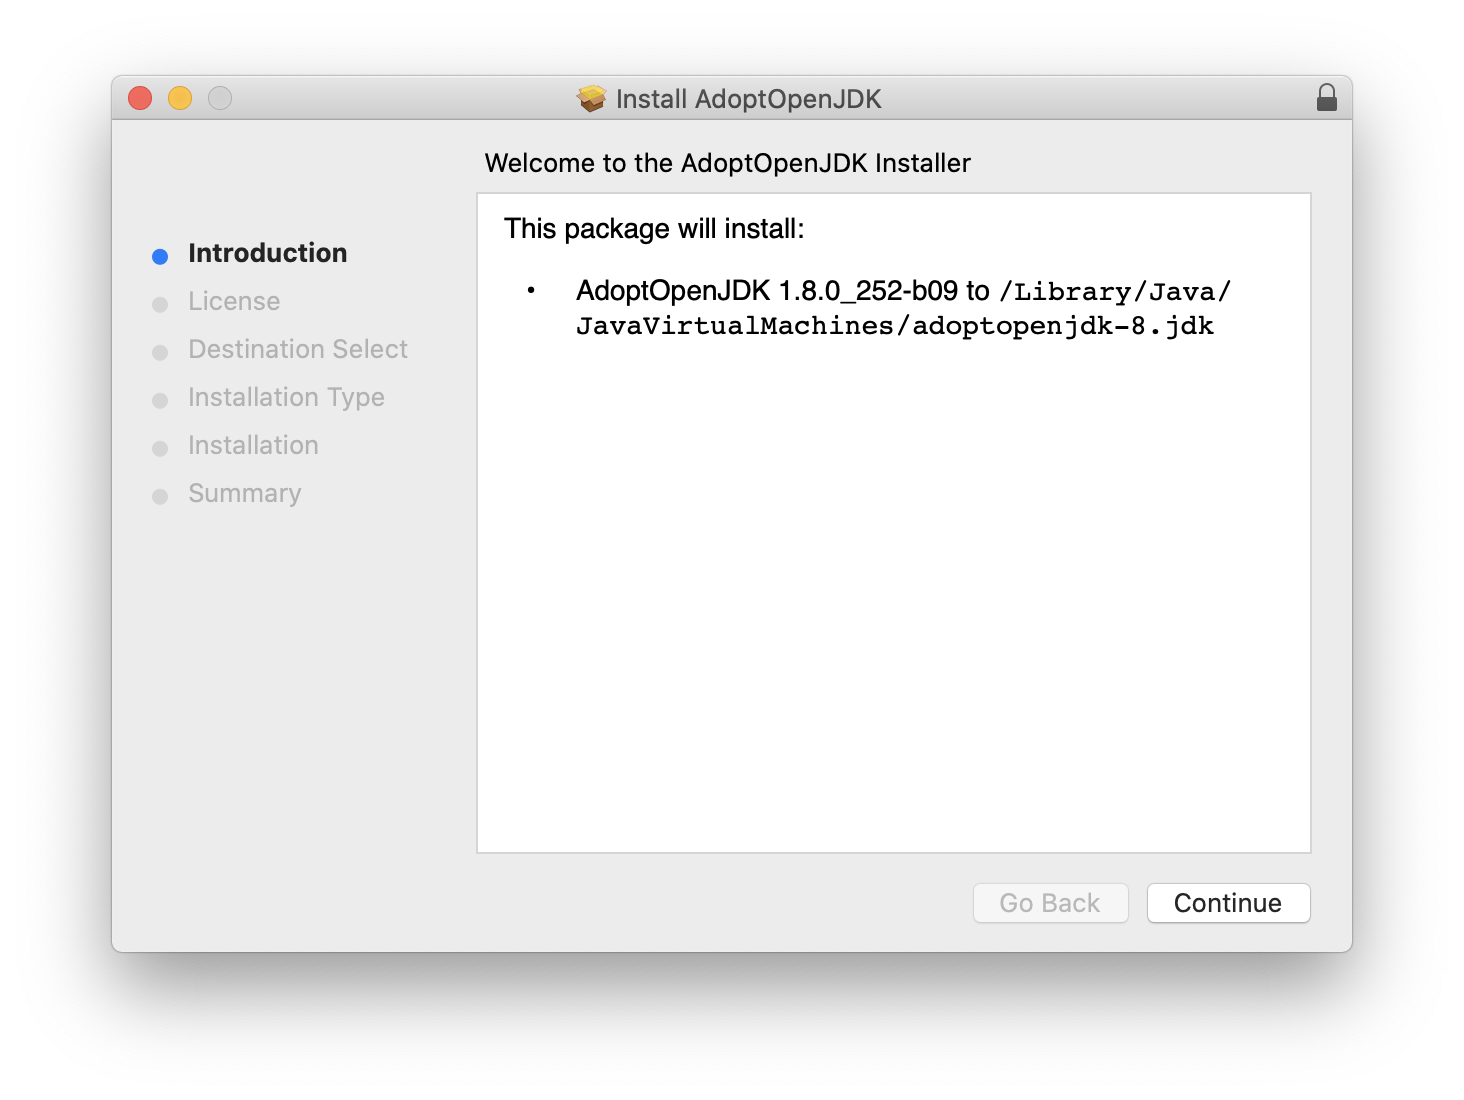 Install AdoptOpenJDK
Welcome to the AdoptOpenJDK Installer
Introduction
License
Destination Select
Installation Type
Installation
Summary
This package will install:
• AdoptOpenJDK 1.8.0_252-b09 to /Library/Java/
JavaVirtualMachines/adoptopenjdk-8.jdk
Go Back
Continue